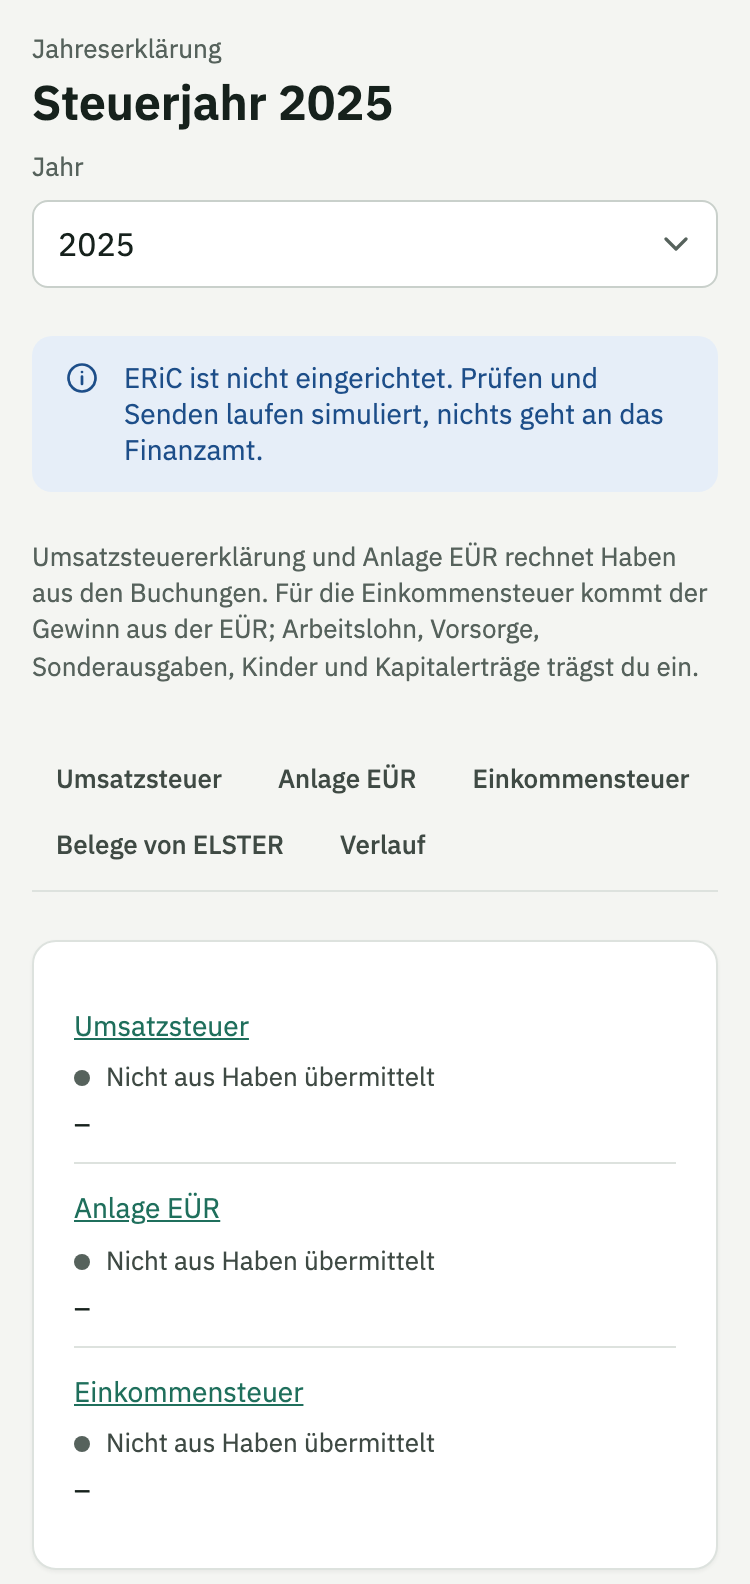 Jahreserklärung
Steuerjahr 2025
Jahr
2025
ERiC ist nicht eingerichtet. Prüfen und
Senden laufen simuliert, nichts geht an das
Finanzamt.
Umsatzsteuererklärung und Anlage EÜR rechnet Haben
aus den Buchungen. Für die Einkommensteuer kommt der
Gewinn aus der EÜR; Arbeitslohn, Vorsorge,
Sonderausgaben, Kinder und Kapitalerträge trägst du ein.
Umsatzsteuer Anlage EÜR Einkommensteuer
Belege von ELSTER Verlauf
Umsatzsteuer
Nicht aus Haben übermittelt
–
Anlage EÜR
Nicht aus Haben übermittelt
–
Einkommensteuer
Nicht aus Haben übermittelt
–